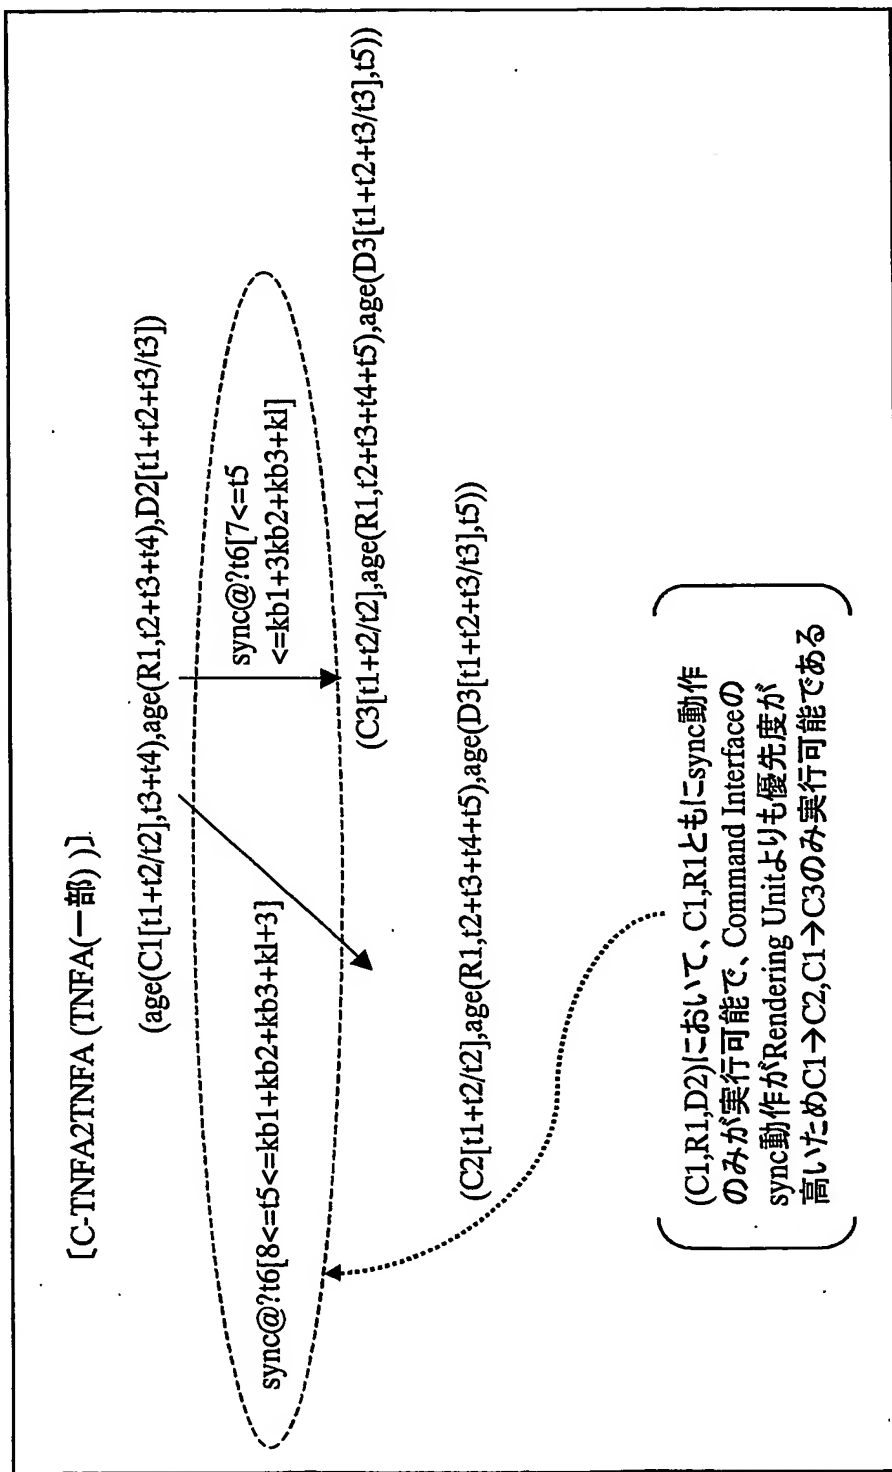 [C-TNFA2TNFA (TNFA(一部) )]
(age(C1[t1+t2/t2],t3+t4),age(R1,t2+t3+t4),D2[t1+t2+t3/t3])
sync@?t6[8<=t5<=kb1+kb2+kb3+kl+3]
sync@?t6[7<=t5
<=kb1+3kb2+kb3+kl]
(C3[t1+t2/t2],age(R1,t2+t3+t4+t5),age(D3[t1+t2+t3/t3],t5))
(C2[t1+t2/t2],age(R1,t2+t3+t4+t5),age(D3[t1+t2+t3/t3],t5))
(C1,R1,D2)において、C1,R1ともにsync動作
のみが実行可能で、Command Interfaceの
sync動作がRendering Unitよりも優先度が
高いためC1→C2,C1→C3のみ実行可能である